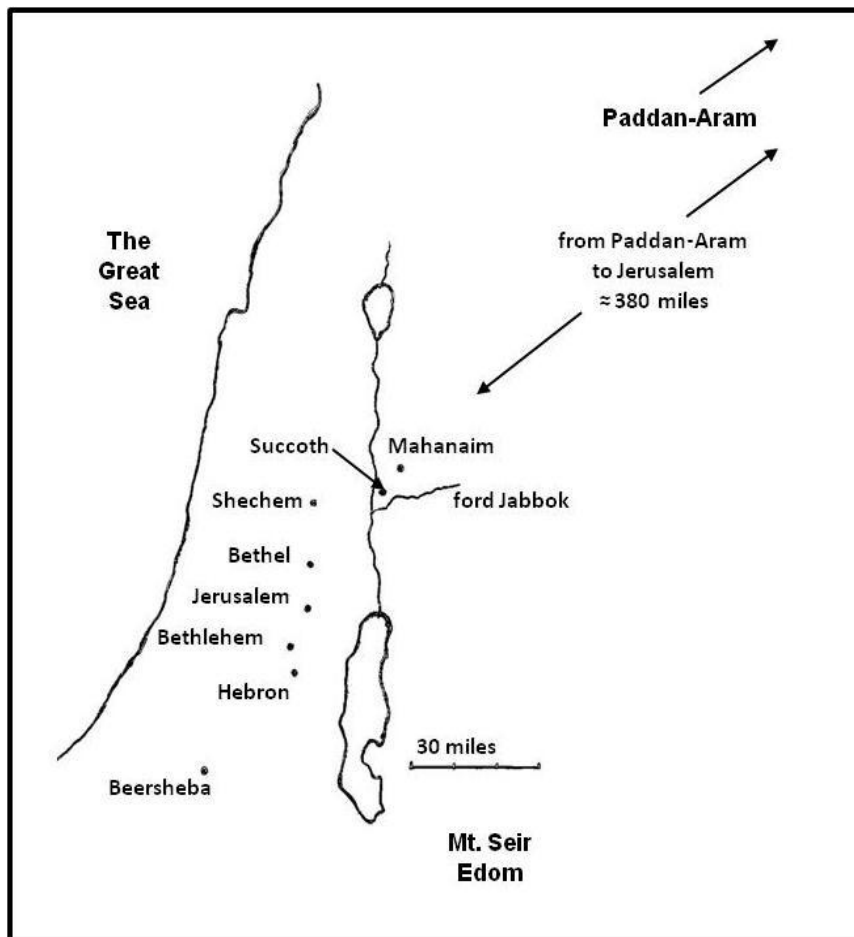 Paddan-Aram
The
Great
Sea
from Paddan-Aram
to Jerusalem
≈ 380 miles
Succoth
Mahanaim
Shechem
ford Jabbok
Bethel
Jerusalem
Bethlehem
Hebron
30 miles
Beersheba
Mt. Seir
Edom